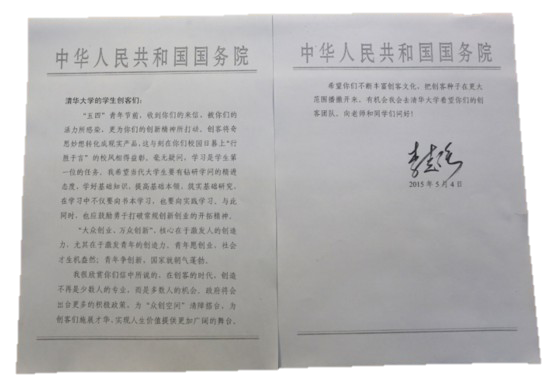 中华人民共和国国务院
清华大学的学生创客们：
“五四”青年节前，收到你们的来信，被你们的
活力所感染，更为你们的创新精神所打动。创客将奇
思妙想转化成现实产品，这与刻在你们校园日晷上“行
胜于言”的校风相得益彰。毫无疑问，学习是学生第一
位的任务。我希望当代大学生要有钻研学问的精进
态度，学好基础知识，提高基本本领，筑实基础研究，
在学习中不仅要向书本学习，也要向实践学习。与此
同时，也应鼓励勇于打破常规创新创业的开拓精神。
“大众创业、万众创新”，核心在于激发人的创造
力，尤其在于激发青年的创造力。青年愿创业，社会
才生机盎然；青年争创新，国家就朝气蓬勃。
我很欣赏你们信中所说的，在创客的时代，创造
不再是少数人的专业，而是多数人的机会。政府将会
出台更多的积极政策，为“众创空间”清障搭台，为
创客们施展才华、实现人生价值提供更加广阔的舞台。
中华人民共和国国务院
希望你们不断丰富创客文化，把创客种子在更大
范围播撒开来。有机会我会去清华大学看望你们的创
客团队。向老师和同学们问好！
李克强
2015年5月4日